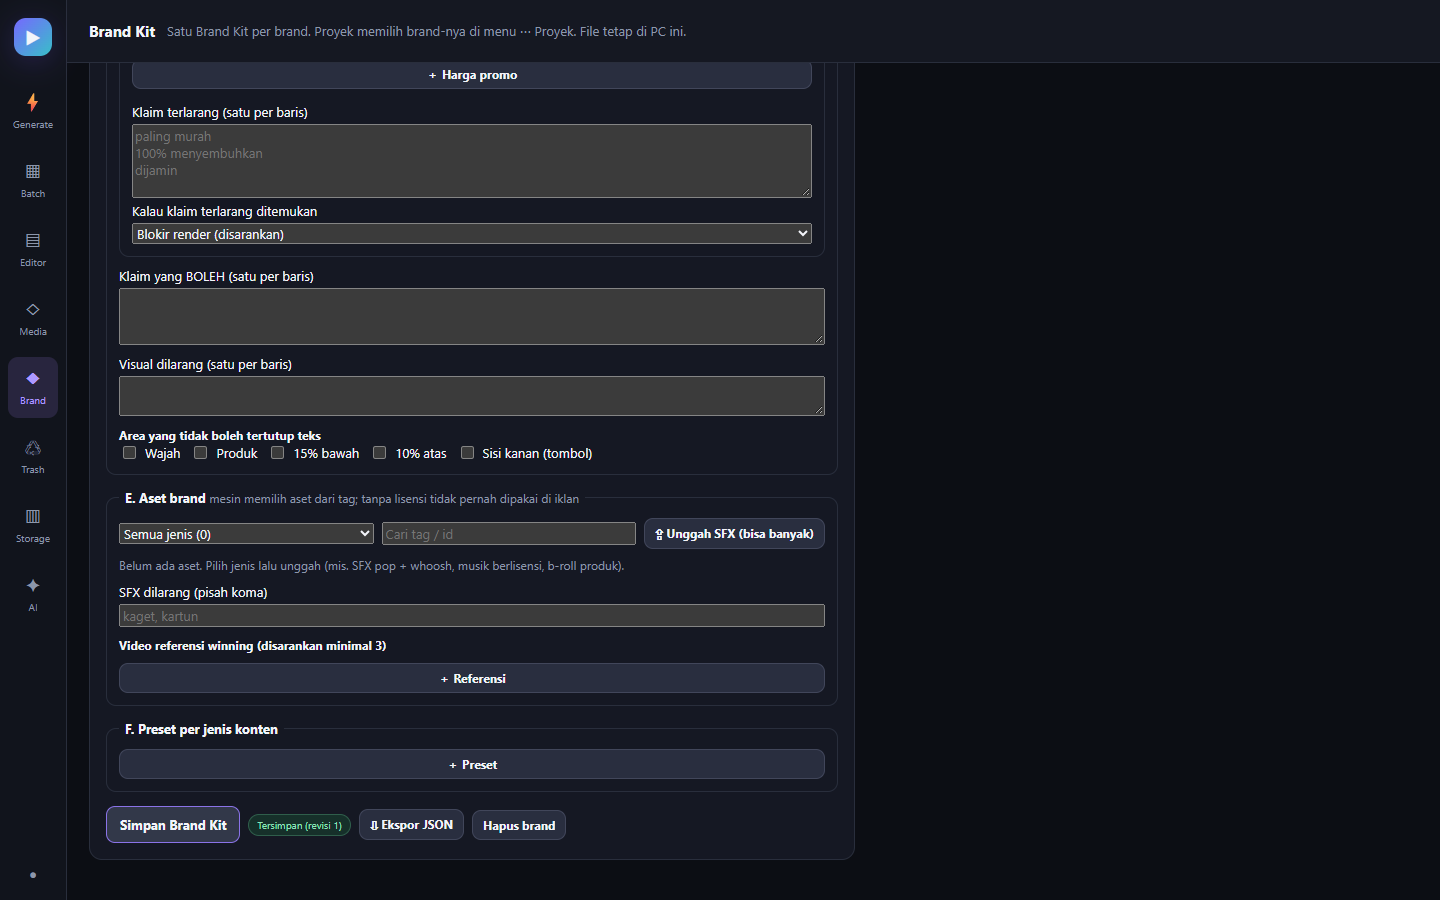 Brand Kit Satu Brand Kit per brand. Proyek memilih brand-nya di menu ··· Proyek. File tetap di PC ini.
Generate
Batch
Editor
Media
Brand
Trash
Storage
AI
+ Harga promo
Klaim terlarang (satu per baris)
paling murah
100% menyembuhkan
dijamin
Kalau klaim terlarang ditemukan
Blokir render (disarankan)
Klaim yang BOLEH (satu per baris)
Visual dilarang (satu per baris)
Area yang tidak boleh tertutup teks
Wajah Produk 15% bawah 10% atas Sisi kanan (tombol)
E. Aset brand mesin memilih aset dari tag; tanpa lisensi tidak pernah dipakai di iklan
Semua jenis (0) Cari tag / id ⇪ Unggah SFX (bisa banyak)
Belum ada aset. Pilih jenis lalu unggah (mis. SFX pop + whoosh, musik berlisensi, b-roll produk).
SFX dilarang (pisah koma)
kaget, kartun
Video referensi winning (disarankan minimal 3)
+ Referensi
F. Preset per jenis konten
+ Preset
Simpan Brand Kit Tersimpan (revisi 1) ⇩ Ekspor JSON Hapus brand